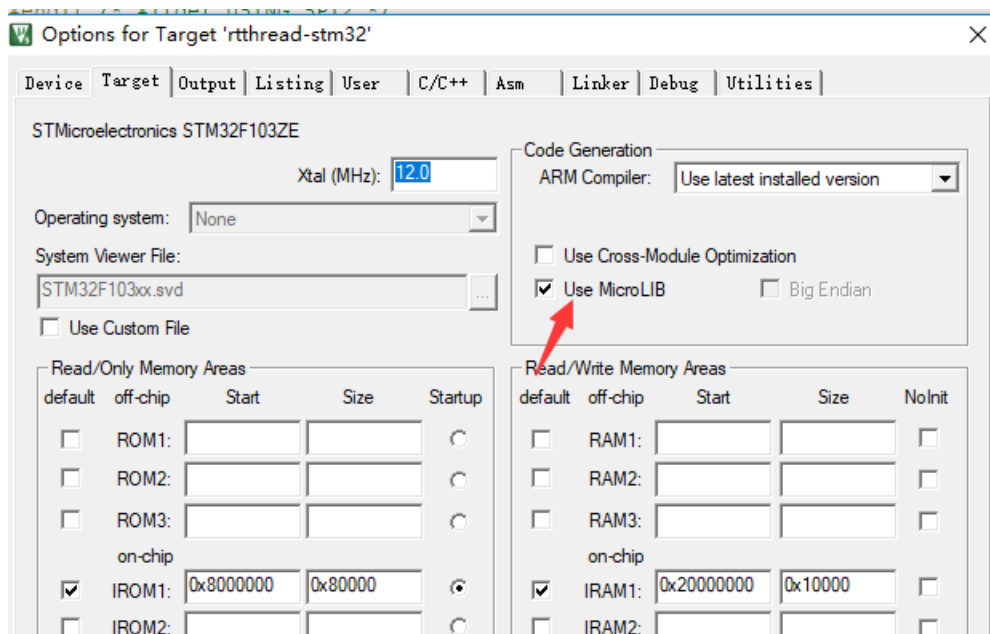 Options for Target 'rtthread-stm32'
Device Target Output Listing User C/C++ Asm Linker Debug Utilities
STMicroelectronics STM32F103ZE
Xtal (MHz): 12.0
Operating system: None
System Viewer File:
STM32F103xx.svd ...
Use Custom File
Code Generation
ARM Compiler: Use latest installed version
Use Cross-Module Optimization
Use MicroLIB Big Endian
Read/Only Memory Areas
default off-chip Start Size Startup
ROM1:
ROM2:
ROM3:
on-chip
IROM1: 0x8000000 0x80000
IROM2:
Read/Write Memory Areas
default off-chip Start Size NoInit
RAM1:
RAM2:
RAM3:
on-chip
IRAM1: 0x20000000 0x10000
IRAM2: